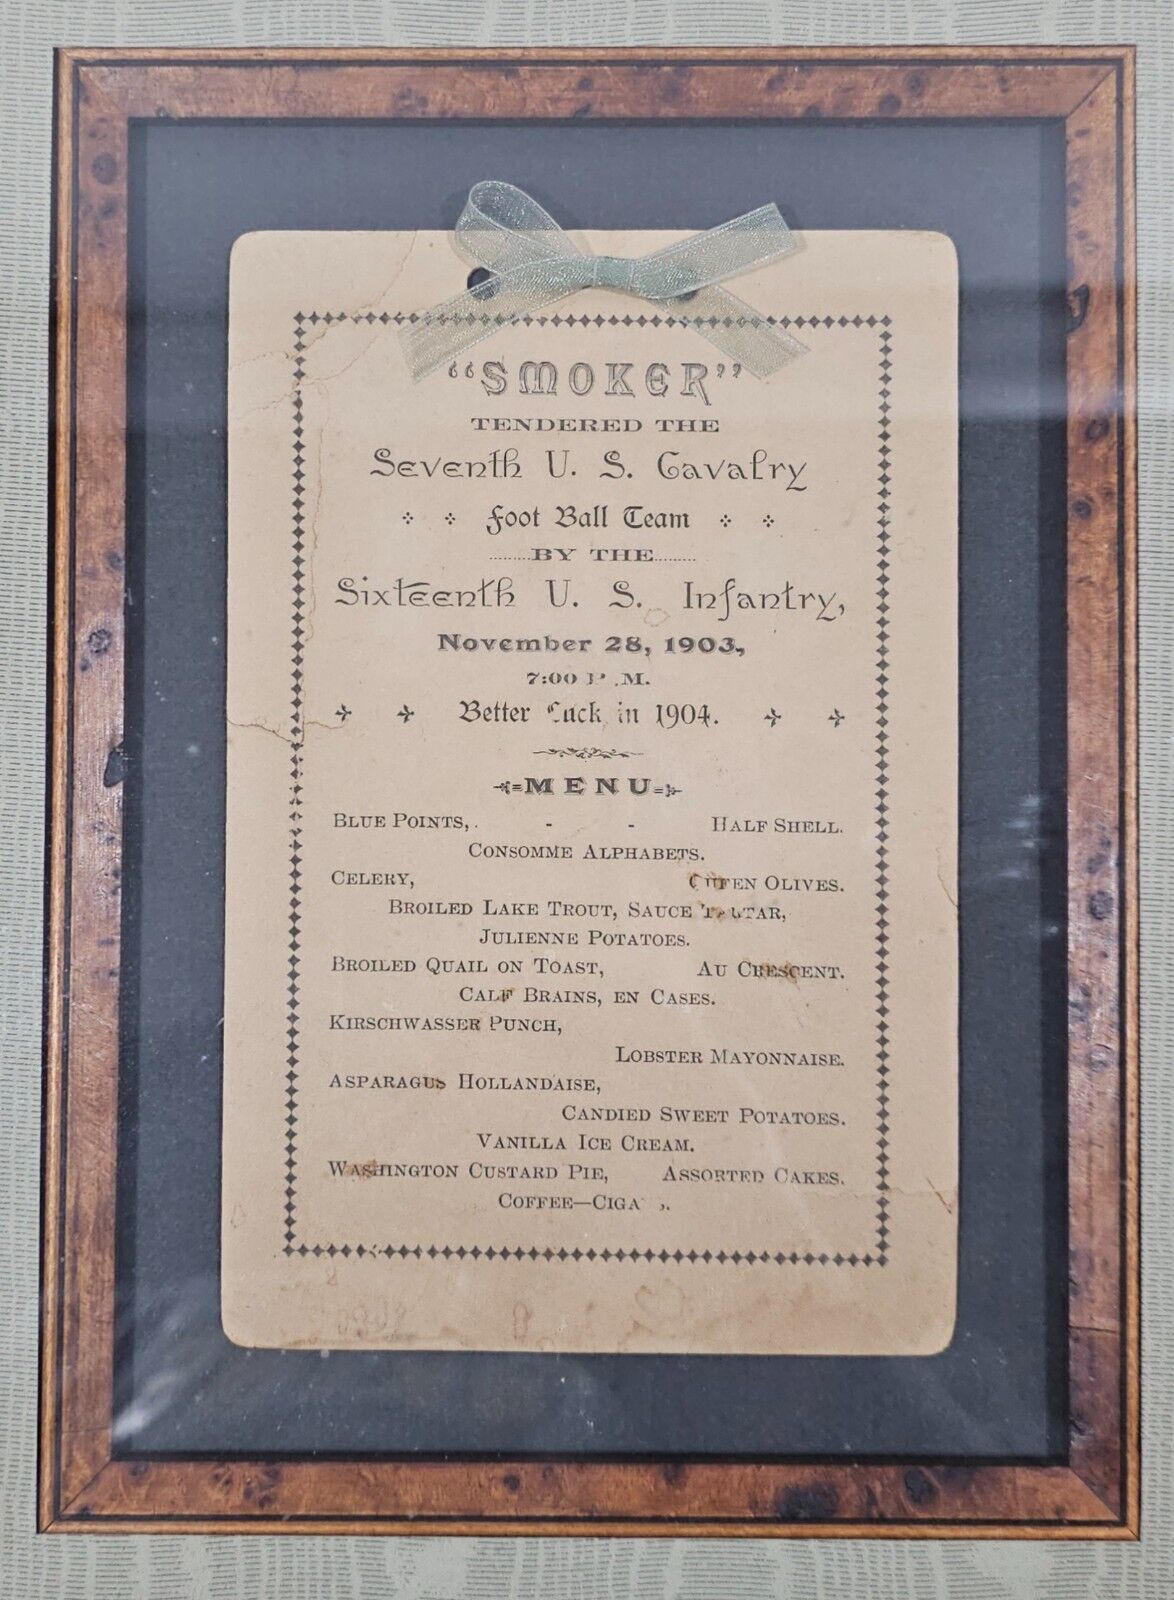 "SMOKER"
TENDERED THE
Seventh U. S. Cavalry
Foot Ball Team
BY THE
Sixteenth U. S. Infantry,
November 28, 1903,
7:00 P.M.
Better Luck in 1904.
MENU
BLUE POINTS, - - HALF SHELL.
CONSOMME ALPHABETS.
CELERY, QUEEN OLIVES.
BROILED LAKE TROUT, SAUCE TARTAR,
JULIENNE POTATOES.
BROILED QUAIL ON TOAST, AU CRESCENT.
CALF BRAINS, EN CASES.
KIRSCHWASSER PUNCH,
LOBSTER MAYONNAISE.
ASPARAGUS HOLLANDAISE,
CANDIED SWEET POTATOES.
VANILLA ICE CREAM.
WASHINGTON CUSTARD PIE, ASSORTED CAKES.
COFFEE—